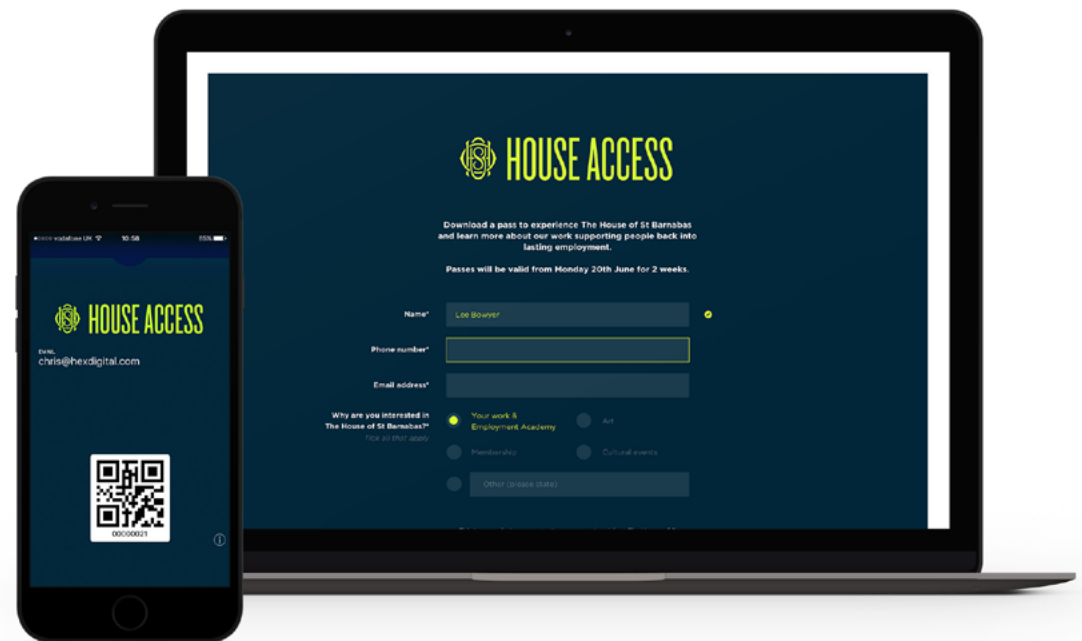 vodafone UK 10:58 85%
HOUSE ACCESS
EMAIL
chris@hexdigital.com
00000021
HOUSE ACCESS
Download a pass to experience The House of St Barnabas
and learn more about our work supporting people back into
lasting employment.
Passes will be valid from Monday 20th June for 2 weeks.
Name* Lee Bowyer
Phone number*
Email address*
Why are you interested in
The House of St Barnabas?*
Tick all that apply
Your work &
Employment Academy
Art
Membership
Cultural events
Other (please state)